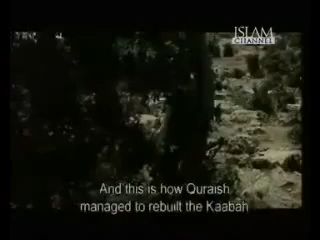 ISLAM
CHANNEL
And this is how Quraish
managed to rebuilt the Kaabah